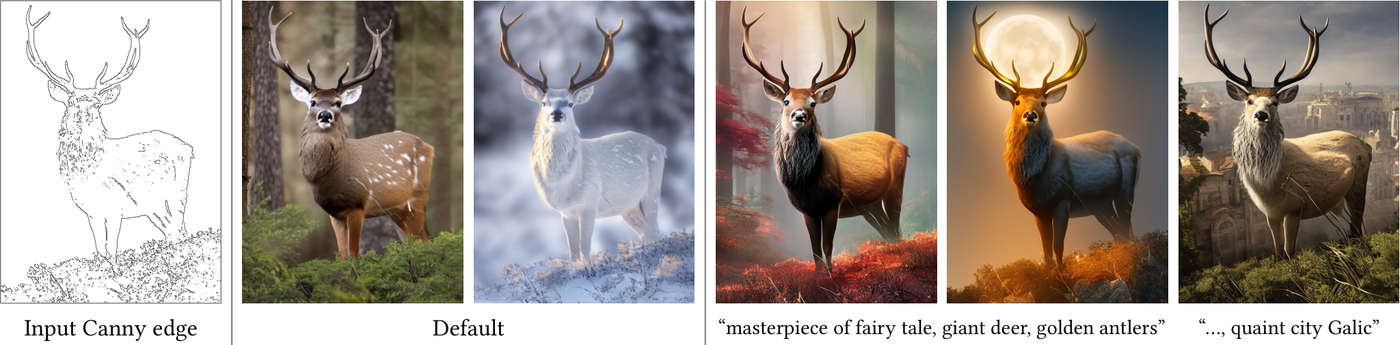 Input Canny edge
Default
“masterpiece of fairy tale, giant deer, golden antlers”
“…, quaint city Galic”